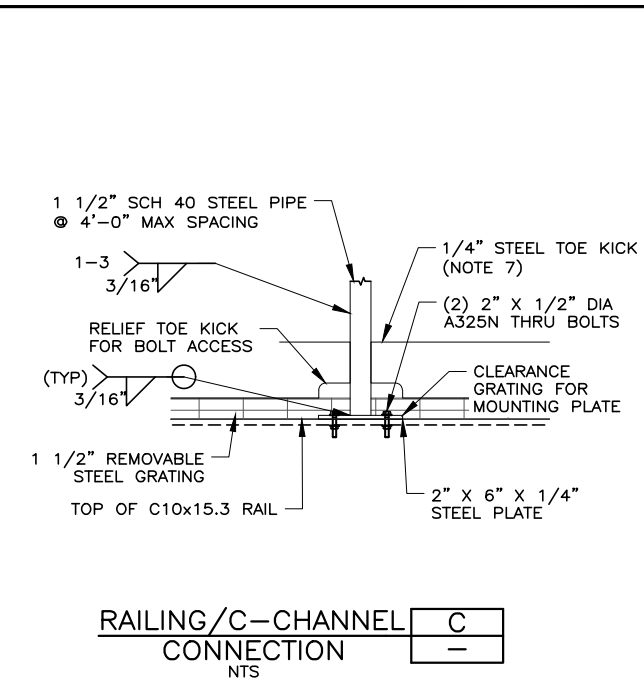 1 1/2" SCH 40 STEEL PIPE
@ 4'-0" MAX SPACING
1/4" STEEL TOE KICK
(NOTE 7)
1-3
3/16"
(2) 2" X 1/2" DIA
A325N THRU BOLTS
RELIEF TOE KICK
FOR BOLT ACCESS
CLEARANCE
GRATING FOR
MOUNTING PLATE
(TYP)
3/16"
1 1/2" REMOVABLE
STEEL GRATING
TOP OF C10x15.3 RAIL
2" X 6" X 1/4"
STEEL PLATE
RAILING/C-CHANNEL
CONNECTION
NTS
C
-